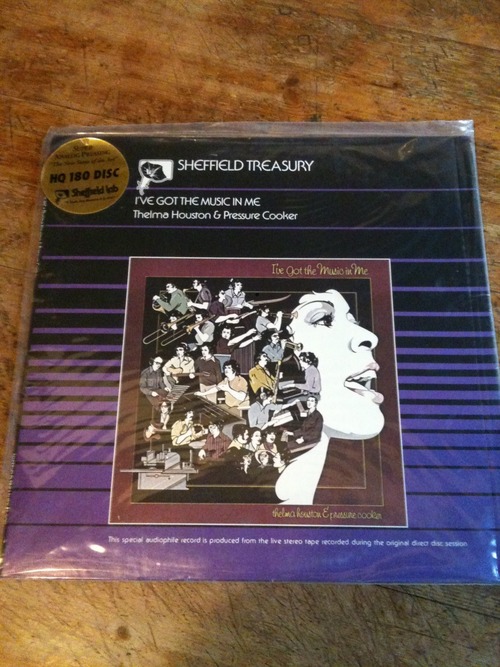 SHEFFIELD TREASURY
HQ 180 DISC
Sheffield Lab
I'VE GOT THE MUSIC IN ME
Thelma Houston & Pressure Cooker
I've Got the Music in Me
thelma houston & pressure cooker
This special audiophile record is produced from the live stereo tape recorded during the original direct disc session.